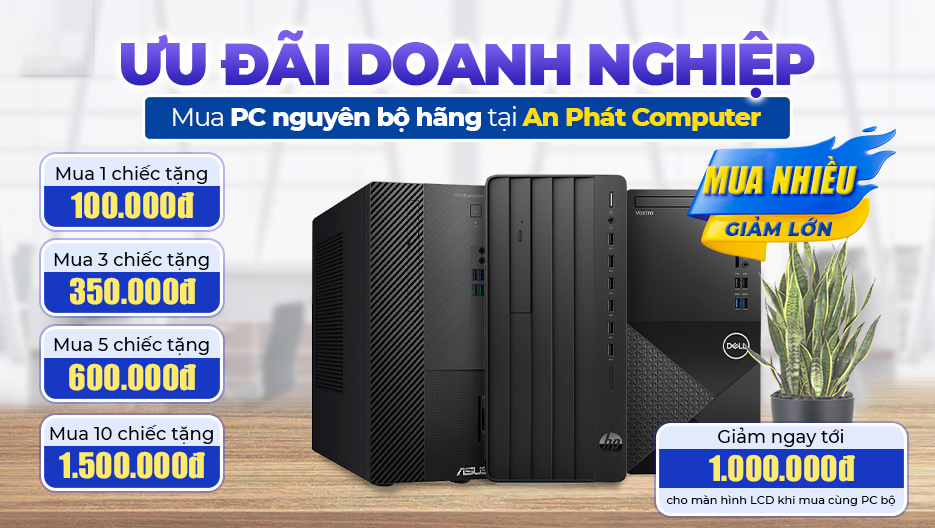 ƯU ĐÃI DOANH NGHIỆP
Mua PC nguyên bộ hãng tại An Phát Computer
Mua 1 chiếc tặng
100.000đ
Mua 3 chiếc tặng
350.000đ
Mua 5 chiếc tặng
600.000đ
Mua 10 chiếc tặng
1.500.000đ
MUA NHIỀU
GIẢM LỚN
Vostro
DELL
hp
ASUS
Giảm ngay tới
1.000.000đ
cho màn hình LCD khi mua cùng PC bộ